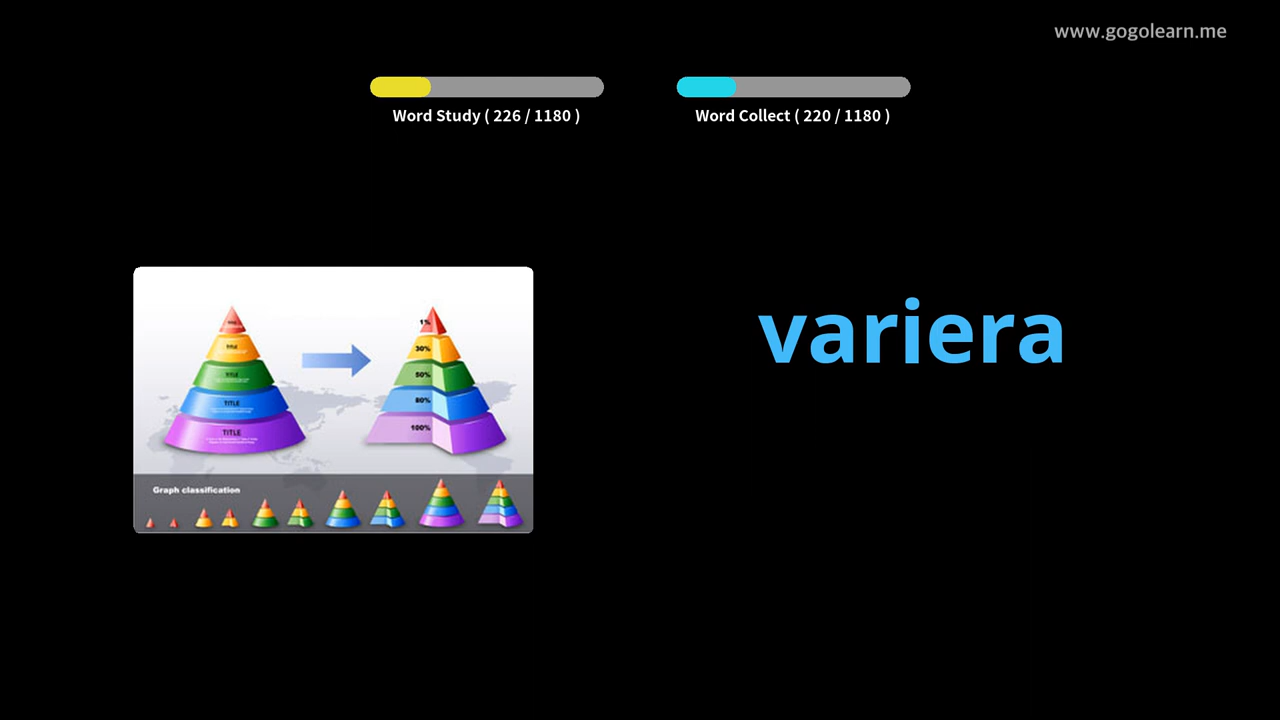 www.gogolearn.me
Word Study ( 226 / 1180 )
Word Collect ( 220 / 1180 )
variera
1%
TITLE
30%
TITLE
50%
TITLE
80%
TITLE
100%
Graph classification